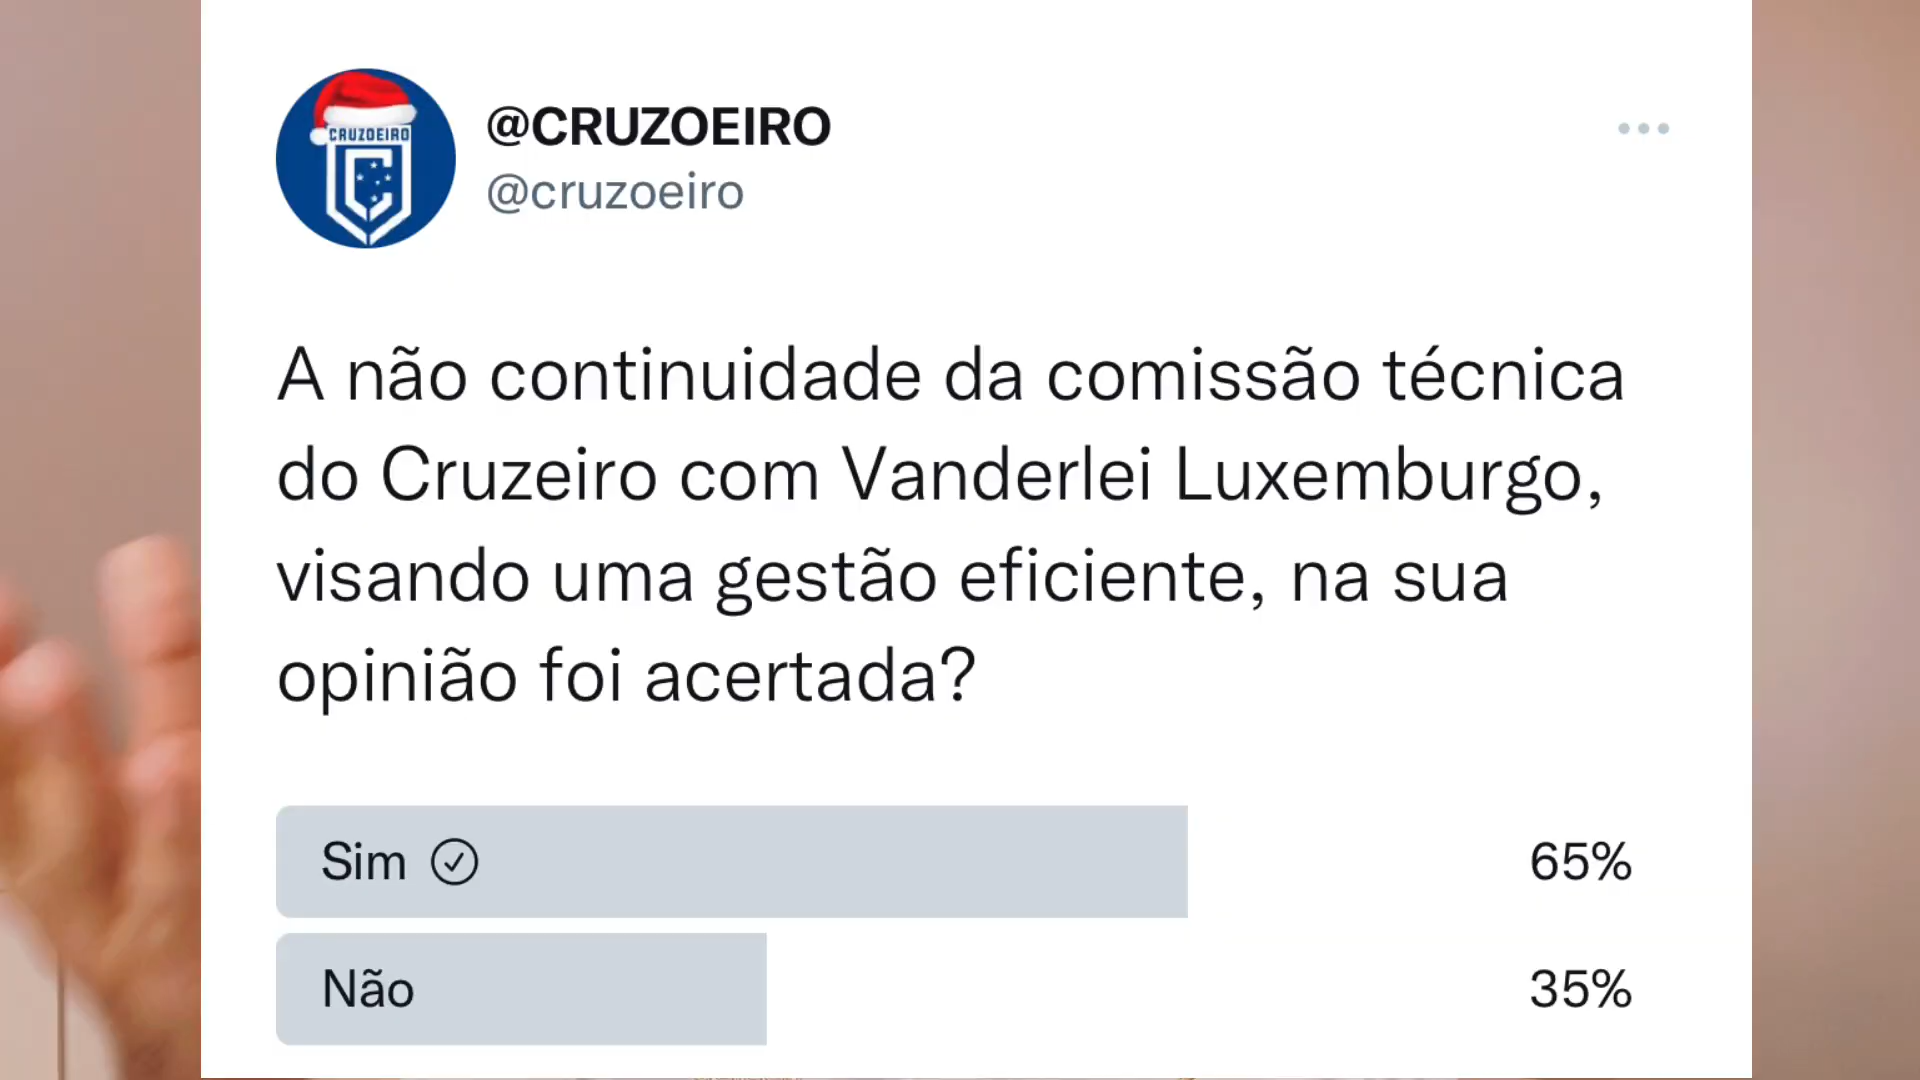 CRUZOEIRO
@CRUZOEIRO
@cruzoeiro
A não continuidade da comissão técnica
do Cruzeiro com Vanderlei Luxemburgo,
visando uma gestão eficiente, na sua
opinião foi acertada?
Sim 65%
Não 35%